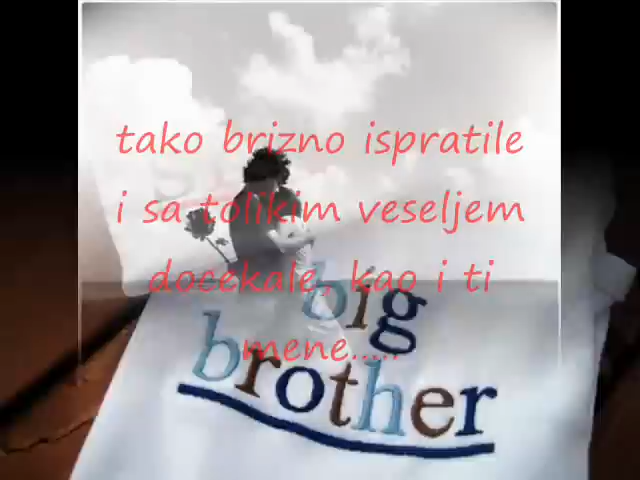 tako brizno ispratile
i sa tolikim veseljem
docekale, kao i ti
mene.....
big
brother